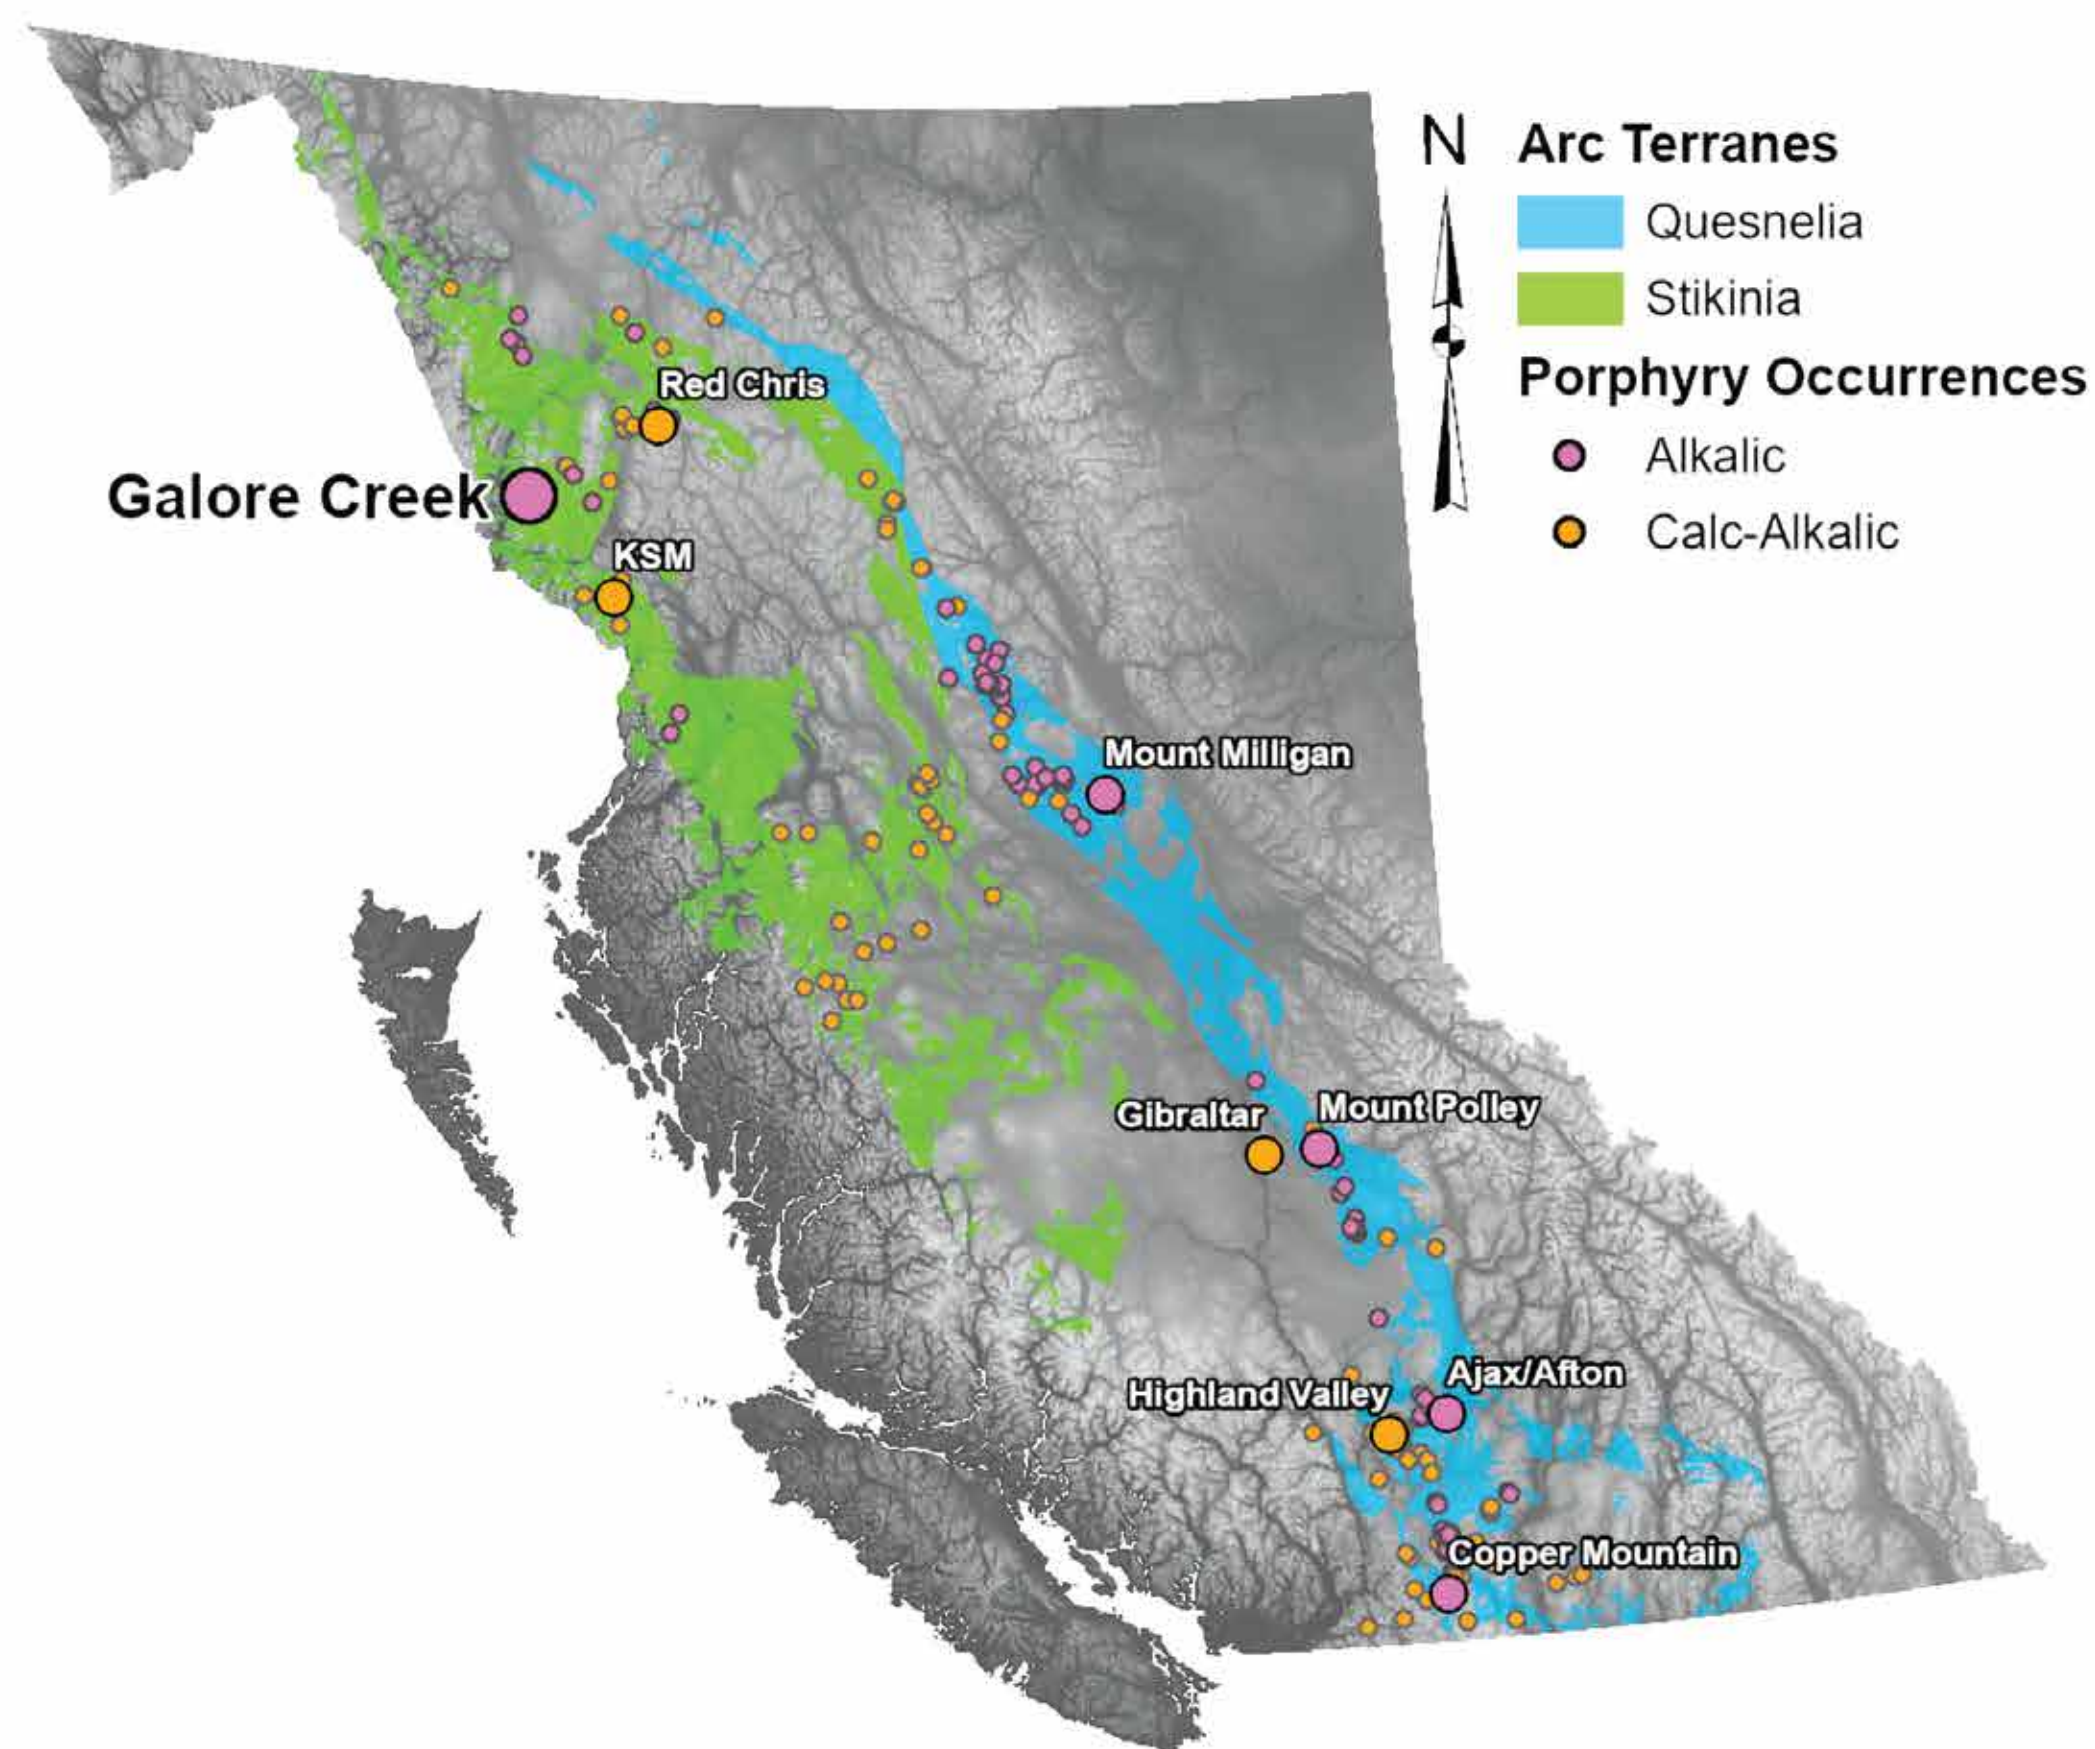 N
Arc Terranes
Quesnelia
Stikinia
Porphyry Occurrences
Alkalic
Calc-Alkalic
Red Chris
Galore Creek
KSM
Mount Milligan
Gibraltar
Mount Polley
Highland Valley
Ajax/Afton
Copper Mountain